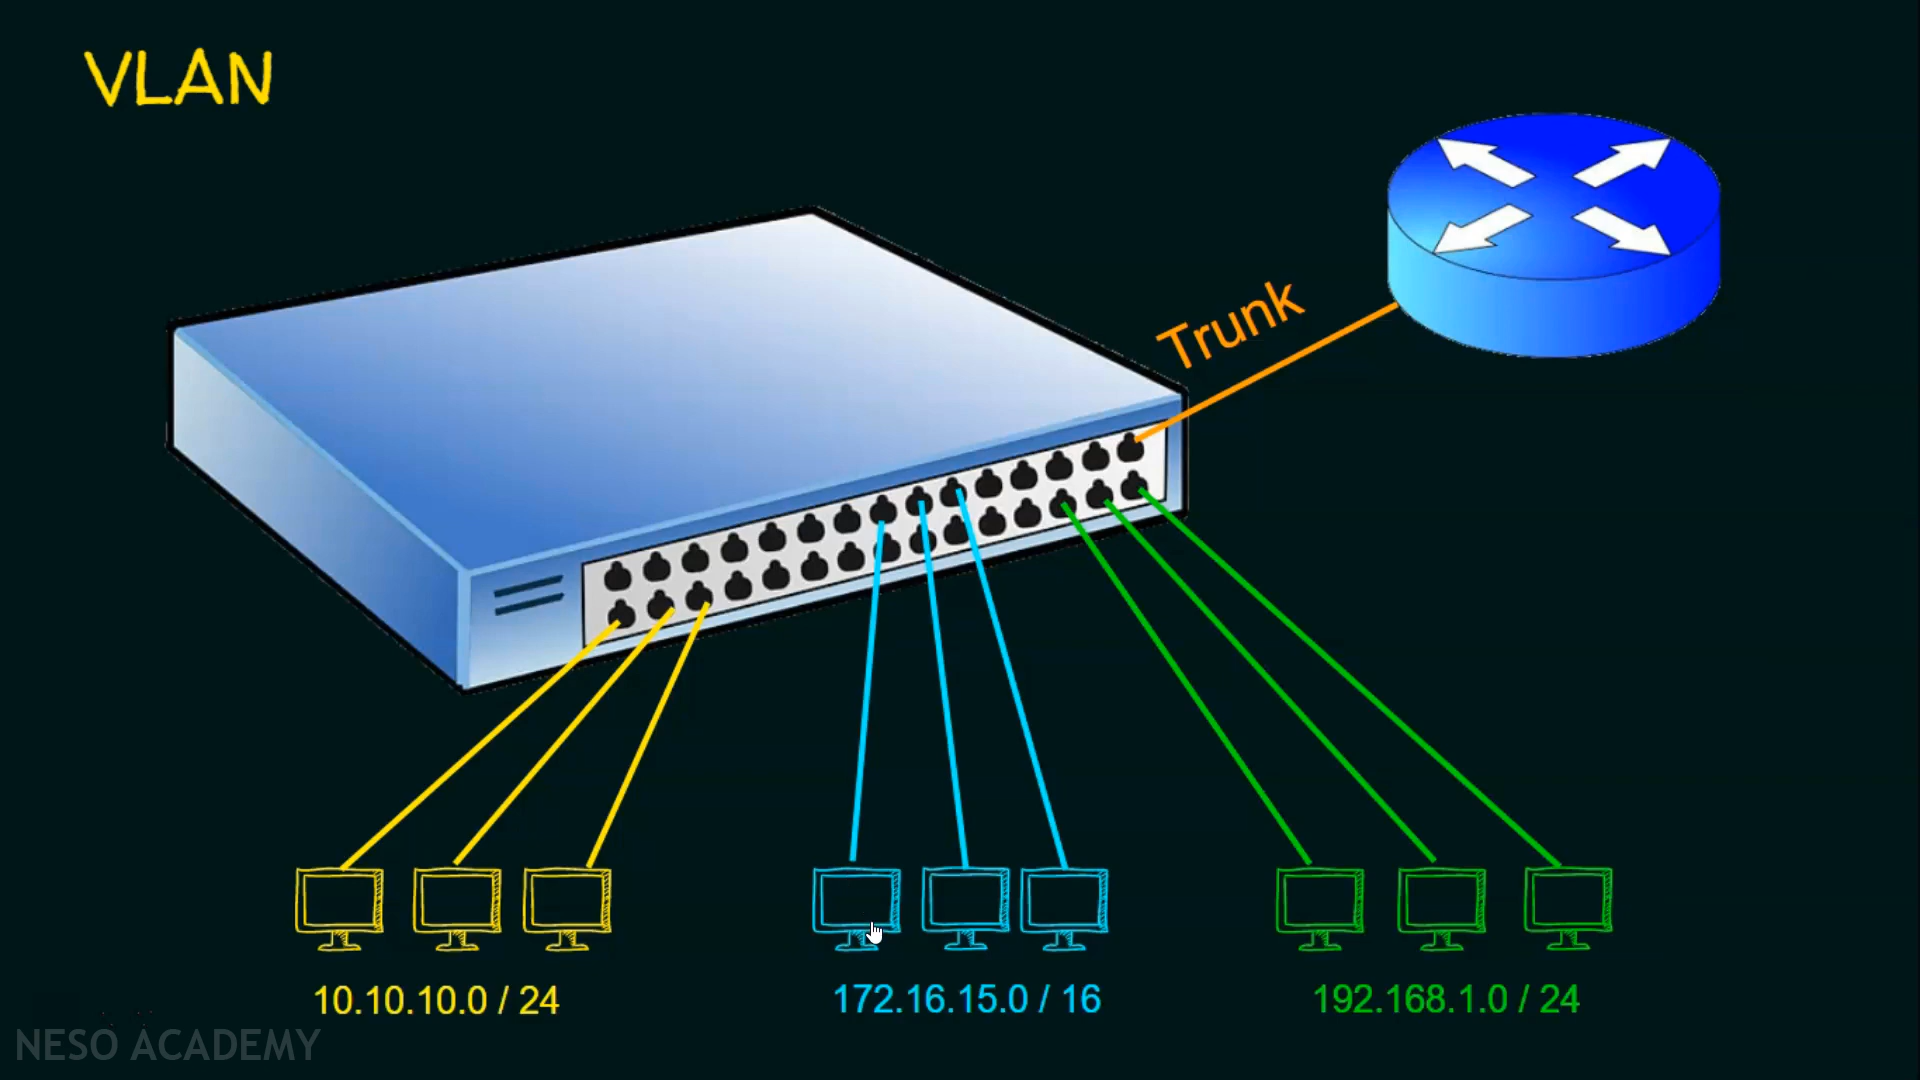 VLAN
Trunk
10.10.10.0 / 24
172.16.15.0 / 16
192.168.1.0 / 24
NESO ACADEMY